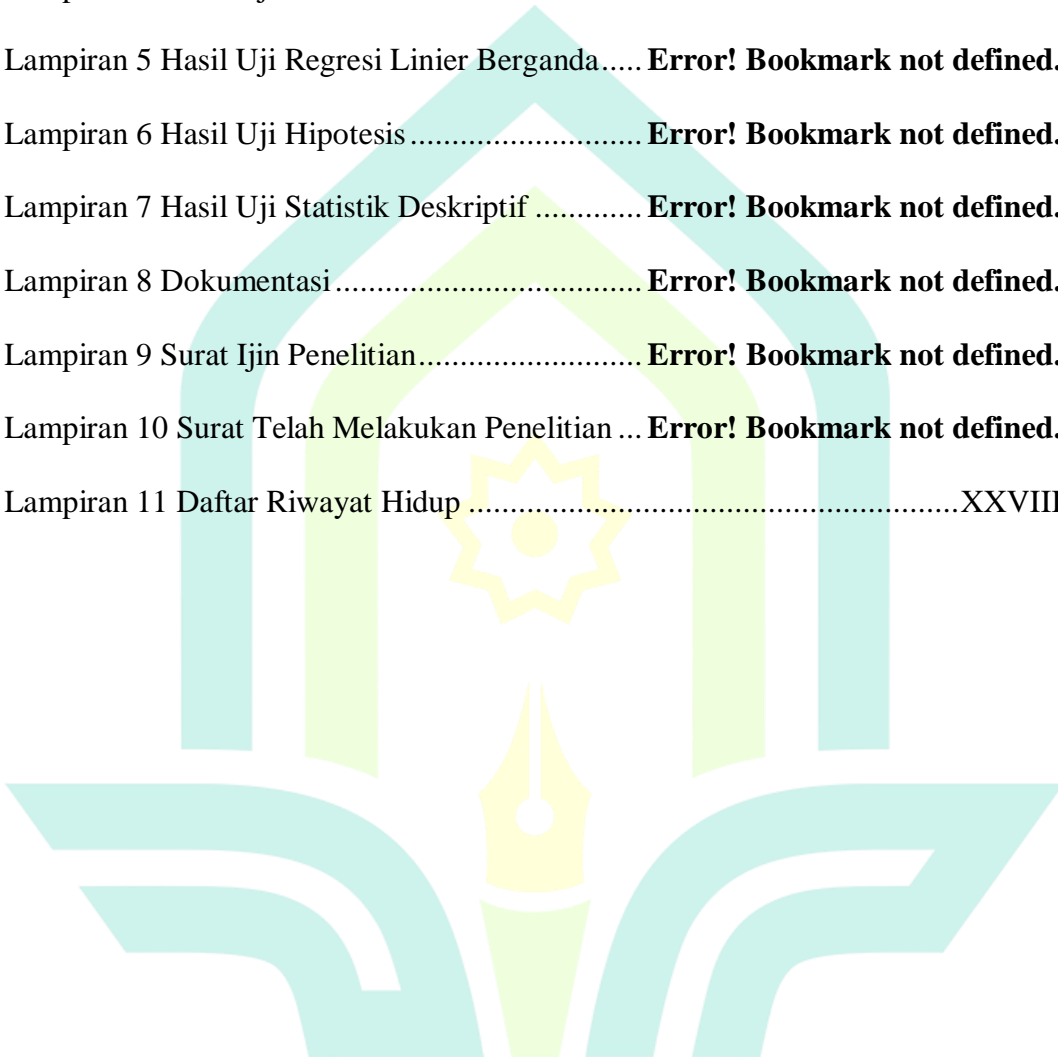 Lampiran 5 Hasil Uji Regresi Linier Berganda..... Error! Bookmark not defined.
Lampiran 6 Hasil Uji Hipotesis............................ Error! Bookmark not defined.
Lampiran 7 Hasil Uji Statistik Deskriptif ............. Error! Bookmark not defined.
Lampiran 8 Dokumentasi..................................... Error! Bookmark not defined.
Lampiran 9 Surat Ijin Penelitian........................... Error! Bookmark not defined.
Lampiran 10 Surat Telah Melakukan Penelitian ... Error! Bookmark not defined.
Lampiran 11 Daftar Riwayat Hidup ...........................................................XXVIII